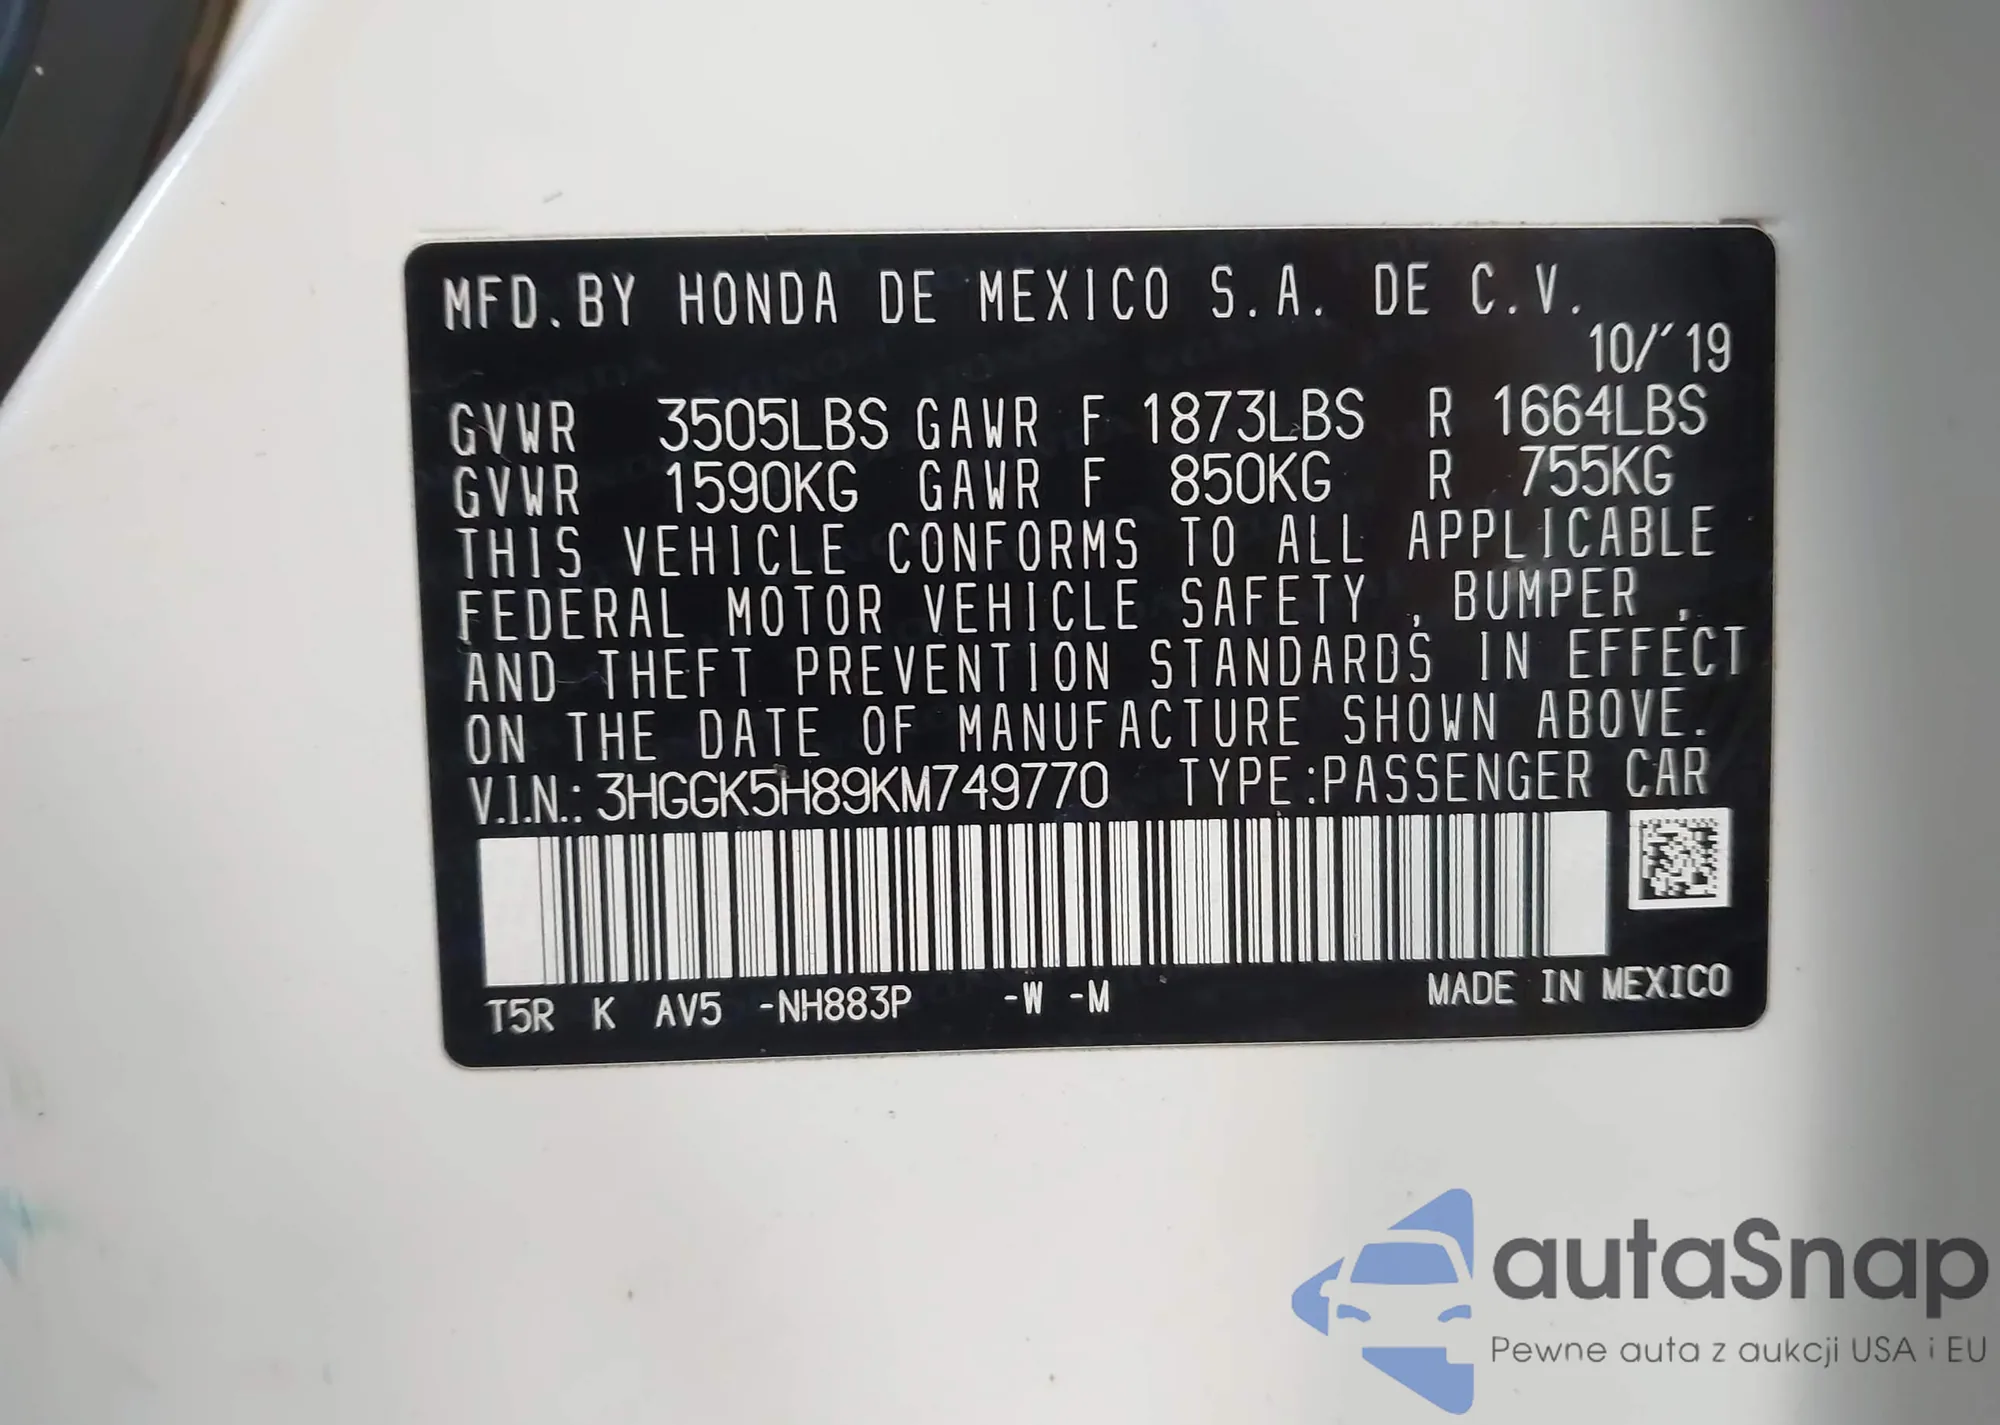 MFD. BY HONDA DE MEXICO S.A. DE C.V.
10/'19
GVWR 3505LBS GAWR F 1873LBS R 1664LBS
GVWR 1590KG GAWR F 850KG R 755KG
THIS VEHICLE CONFORMS TO ALL APPLICABLE
FEDERAL MOTOR VEHICLE SAFETY , BUMPER ,
AND THEFT PREVENTION STANDARDS IN EFFECT
ON THE DATE OF MANUFACTURE SHOWN ABOVE.
V.I.N.: 3HGGK5H89KM749770 TYPE:PASSENGER CAR
T5R K AV5 -NH883P -W -M MADE IN MEXICO
autaSnap
Pewne auta z aukcji USA i EU